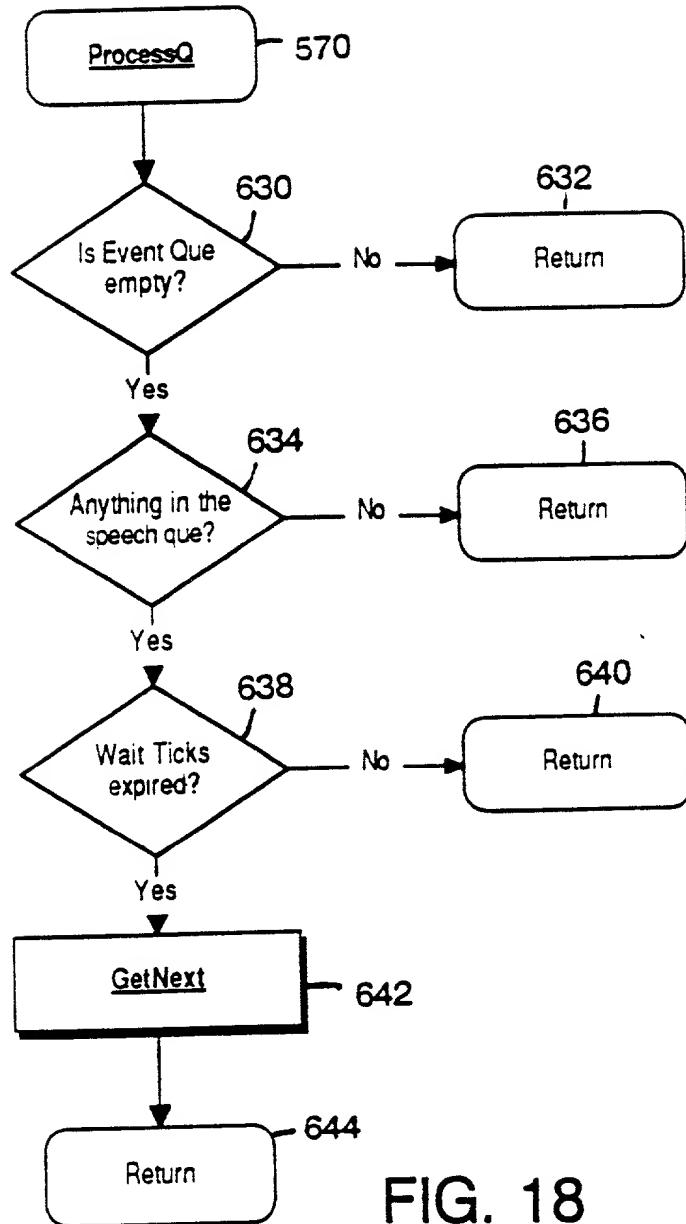 ProcessQ
570
630
Is Event Que
empty?
No
632
Return
Yes
634
Anything in the
speech que?
No
636
Return
Yes
638
Wait Ticks
expired?
No
640
Return
Yes
GetNext
642
644
Return
FIG. 18